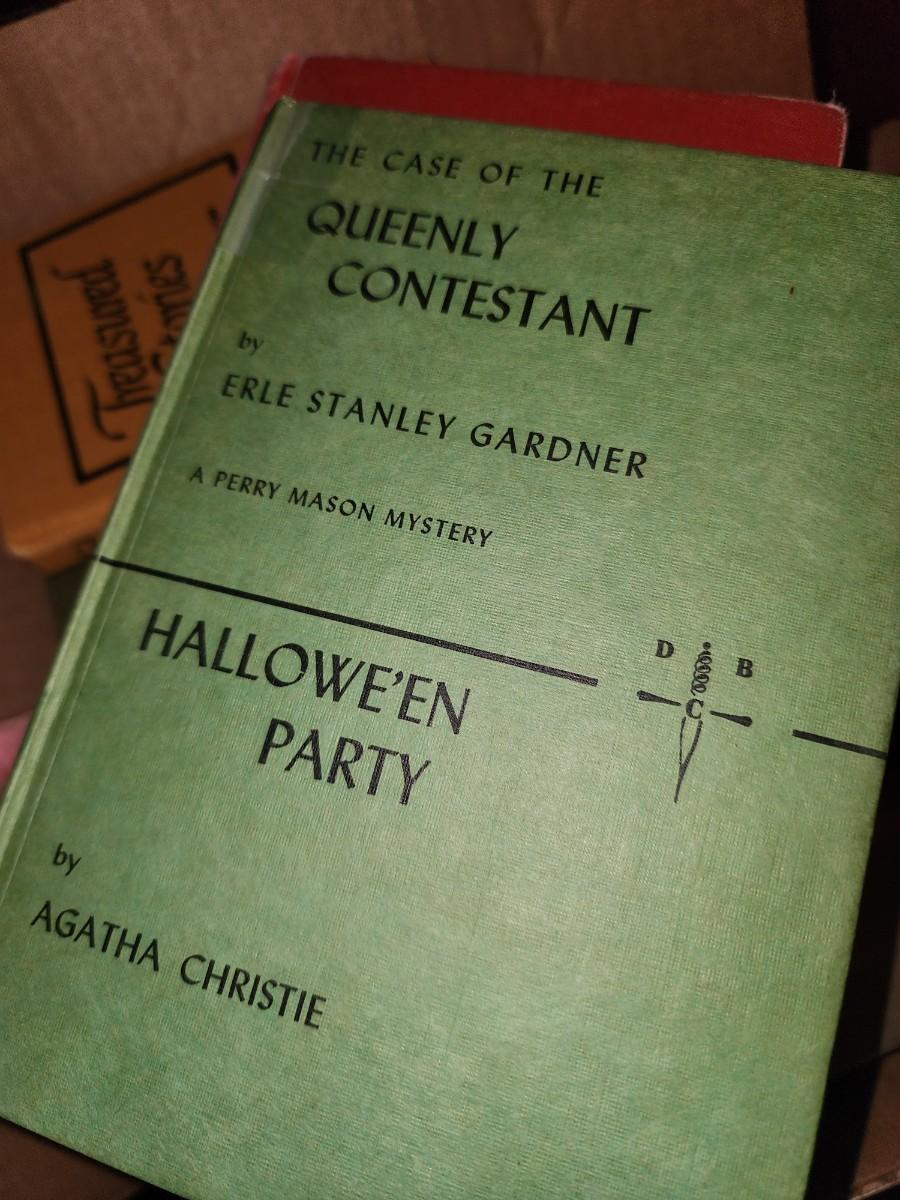 THE CASE OF THE
QUEENLY
CONTESTANT
by
ERLE STANLEY GARDNER
A PERRY MASON MYSTERY
D B
C
HALLOWE'EN
PARTY
by
AGATHA CHRISTIE
Treasured
Stories